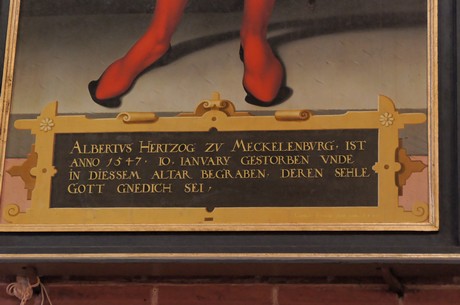 ALBERTVS HERTZOG ZV MECKELENBVRG · IST
ANNO 1547 · 10 · IANVARY GESTORBEN VNDE
IN DIESSEM ALTAR BEGRABEN · DEREN SEHLE
GOTT GNEDICH SEI ·